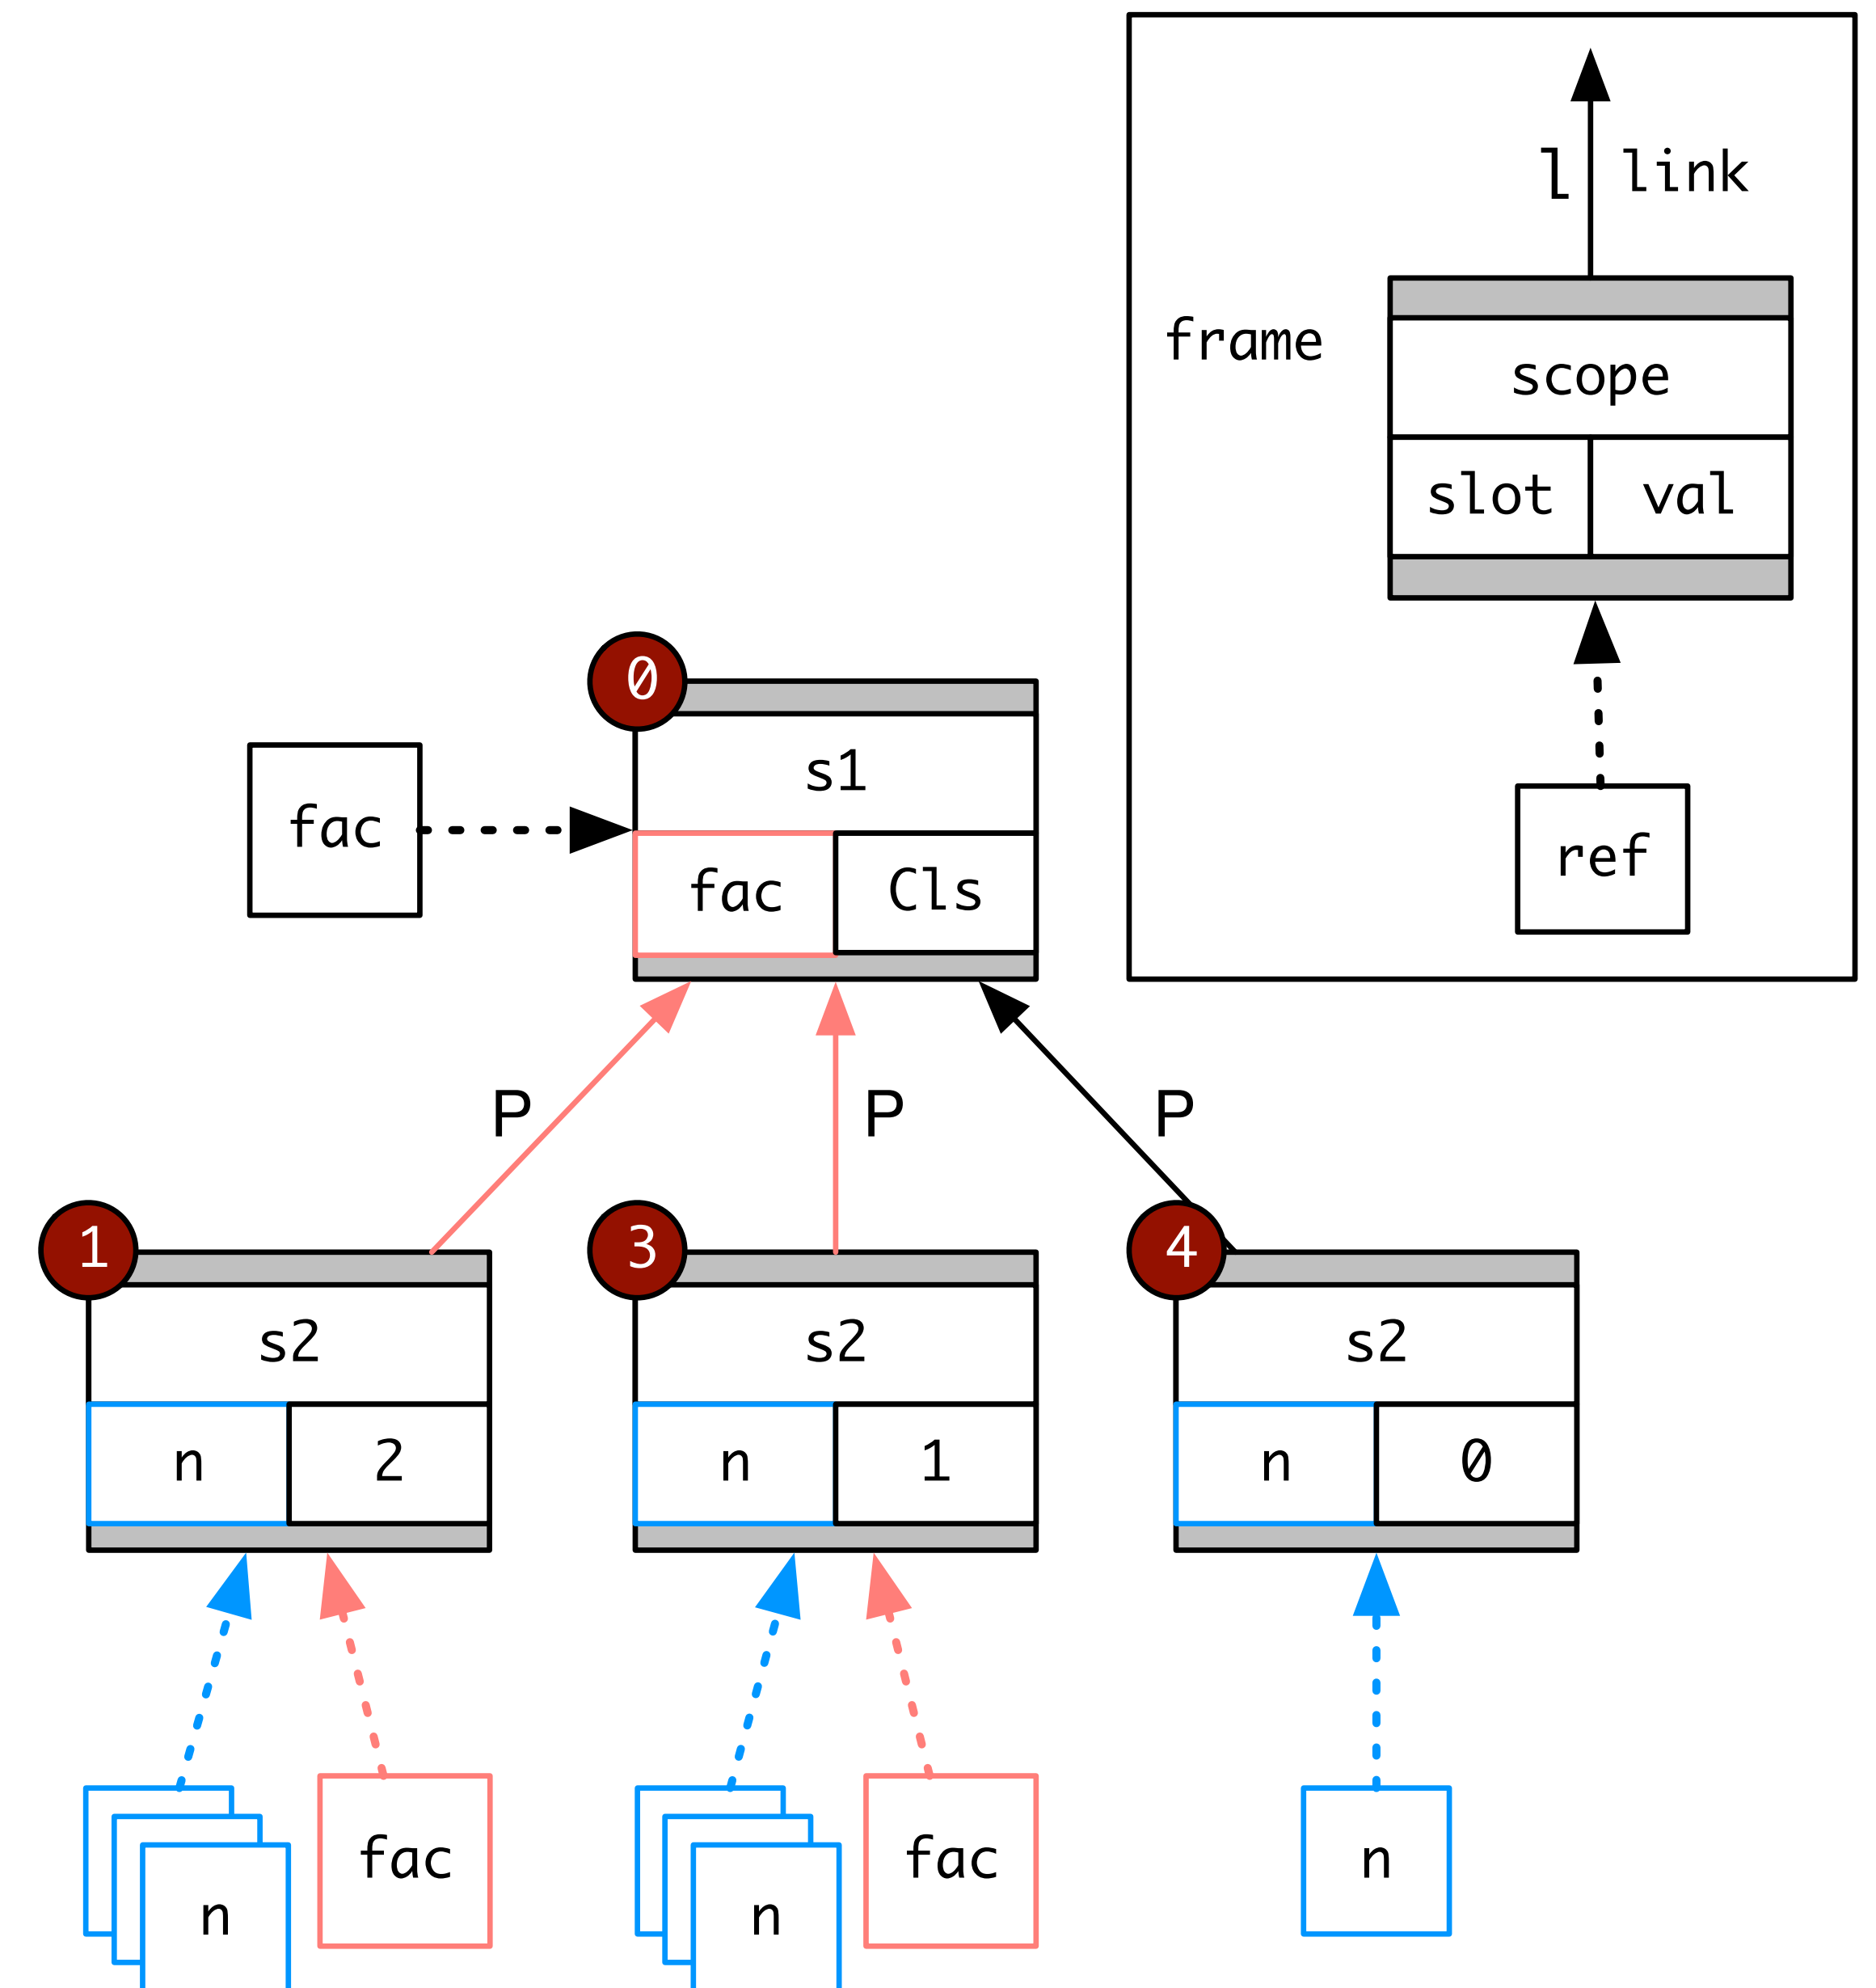 l link
frame
scope
slot val
ref
0
s1
fac
fac Cls
P P P
1 3 4
s2 s2 s2
n 2 n 1 n 0
fac fac n
n n